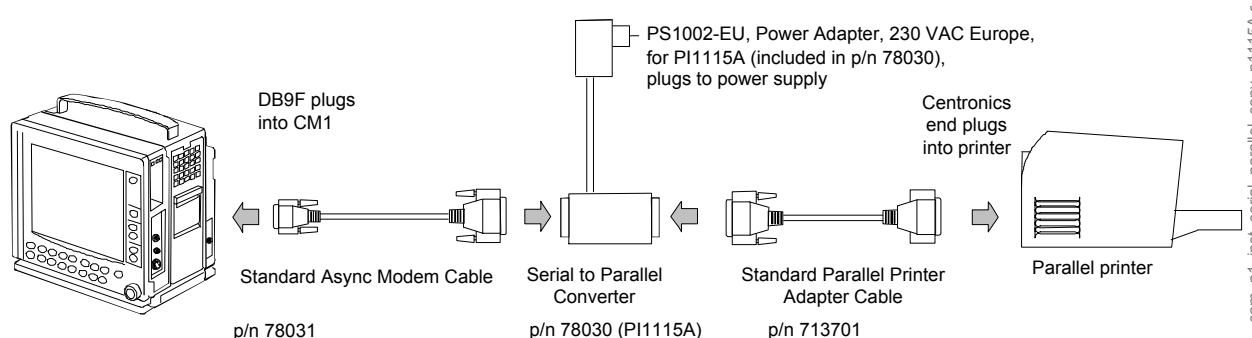 PS1002-EU, Power Adapter, 230 VAC Europe,
for PI1115A (included in p/n 78030),
plugs to power supply
DB9F plugs
into CM1
Centronics
end plugs
into printer
Standard Async Modem Cable
p/n 78031
Serial to Parallel
Converter
p/n 78030 (PI1115A)
Standard Parallel Printer
Adapter Cable
p/n 713701
Parallel printer